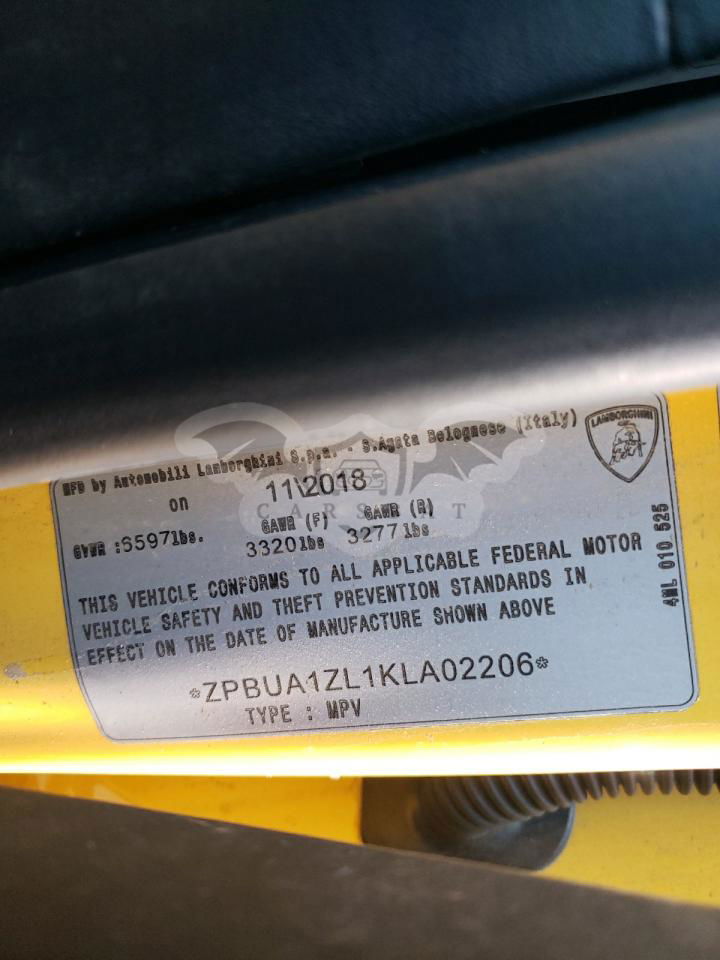 MFD by Automobili Lamborghini S.p.a. - S.Agata Bolognese (Italy)
LAMBORGHINI
on 11\2018
GVWR :6597lbs. GAWR (F) GAWR (R)
3320lbs 3277lbs
THIS VEHICLE CONFORMS TO ALL APPLICABLE FEDERAL MOTOR
VEHICLE SAFETY AND THEFT PREVENTION STANDARDS IN
EFFECT ON THE DATE OF MANUFACTURE SHOWN ABOVE
*ZPBUA1ZL1KLA02206*
TYPE : MPV
4ML 010 525